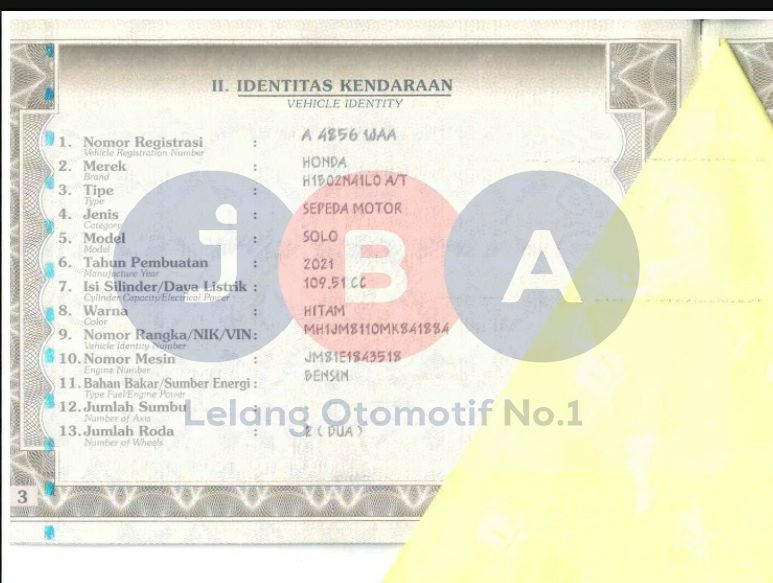 II. IDENTITAS KENDARAAN
VEHICLE IDENTITY
1. Nomor Registrasi : A 4856 WAA
Vehicle Registration Number
2. Merek : HONDA
Brand
3. Tipe : H1B02N41L0 A/T
Type
4. Jenis : SEPEDA MOTOR
Category
5. Model : SOLO
Model
6. Tahun Pembuatan : 2021
Manufacture Year
7. Isi Silinder/Daya Listrik : 109.51 CC
Cylinder Capacity/Electrical Power
8. Warna : HITAM
Color
9. Nomor Rangka/NIK/VIN: MH1JM8110MK841884
Vehicle Identity Number
10. Nomor Mesin : JM81E1843518
Engine Number
11. Bahan Bakar/Sumber Energi : BENSIN
Type Fuel/Engine Power
12. Jumlah Sumbu :
Number of Axis
13. Jumlah Roda : 2 ( DUA )
Number of Wheels
3
JBA
Lelang Otomotif No.1